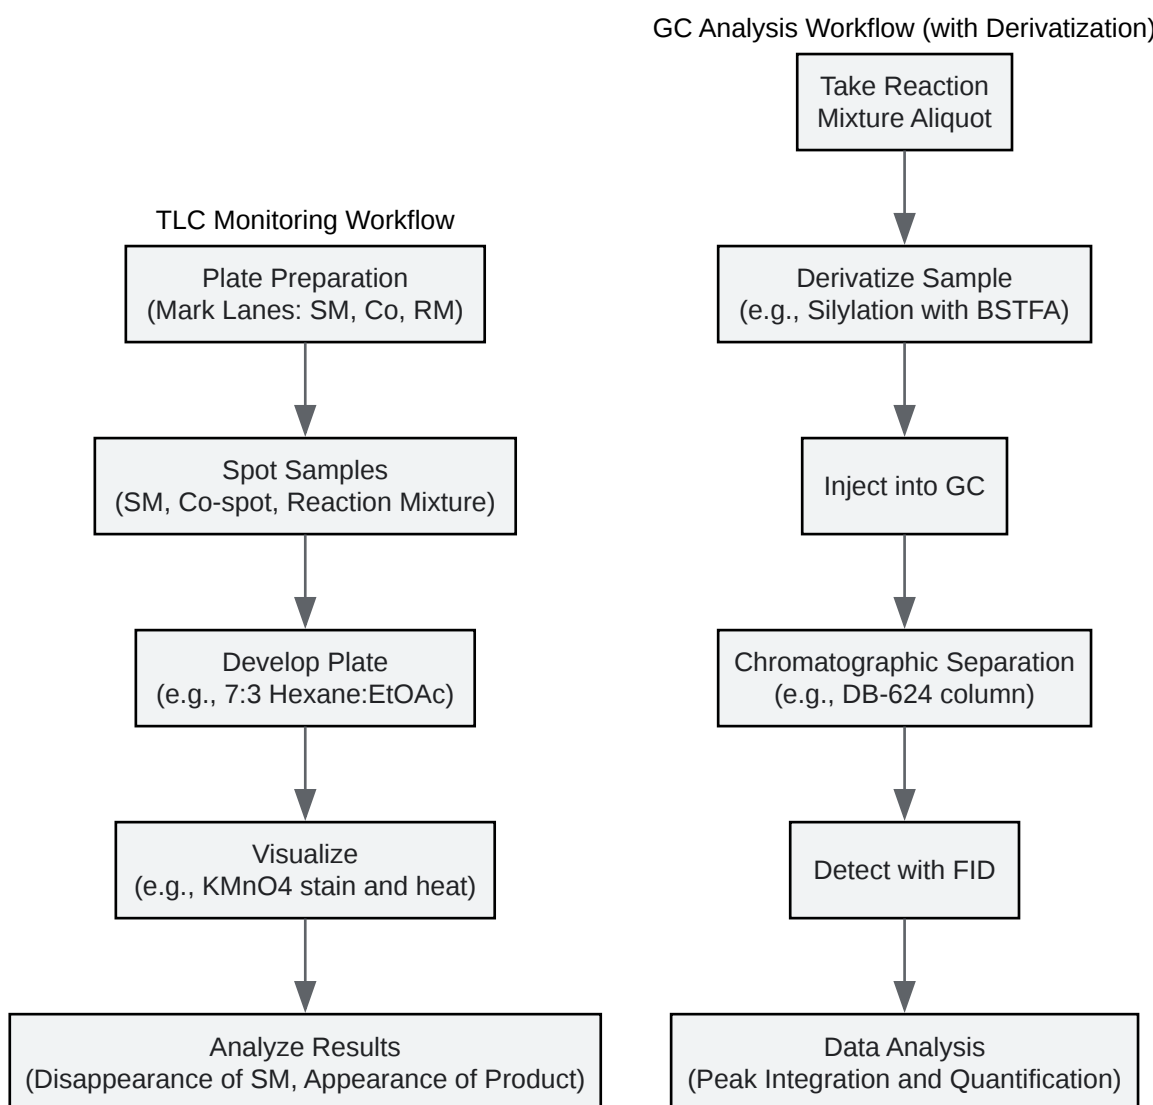 TLC Monitoring Workflow
Plate Preparation
(Mark Lanes: SM, Co, RM)
Spot Samples
(SM, Co-spot, Reaction Mixture)
Develop Plate
(e.g., 7:3 Hexane:EtOAc)
Visualize
(e.g., KMnO4 stain and heat)
Analyze Results
(Disappearance of SM, Appearance of Product)
GC Analysis Workflow (with Derivatization)
Take Reaction
Mixture Aliquot
Derivatize Sample
(e.g., Silylation with BSTFA)
Inject into GC
Chromatographic Separation
(e.g., DB-624 column)
Detect with FID
Data Analysis
(Peak Integration and Quantification)